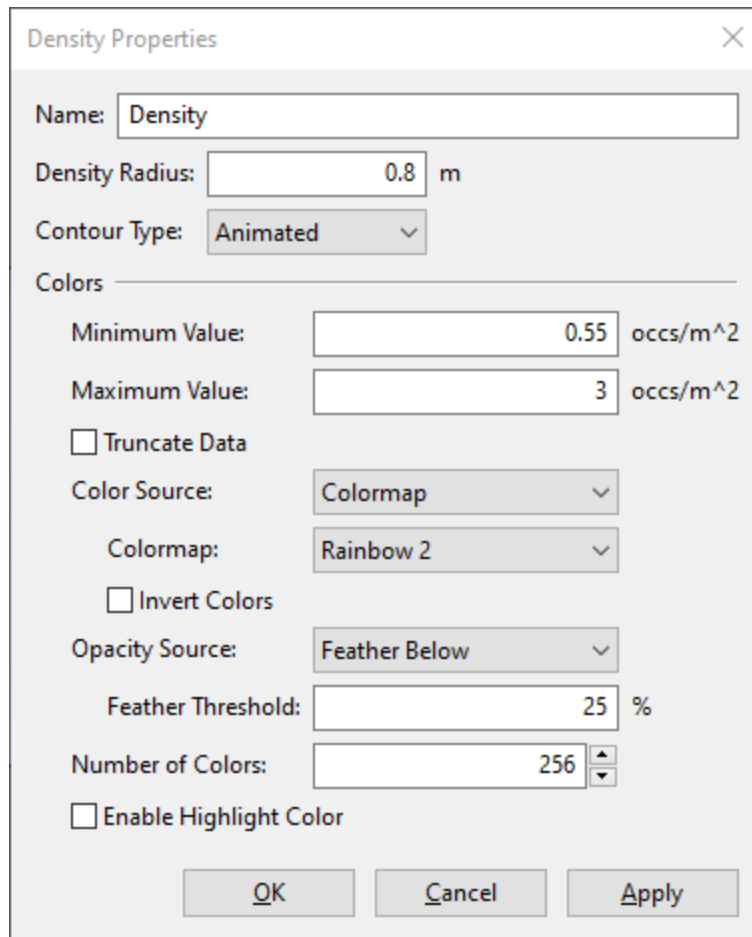 Density Properties
Name: Density
Density Radius: 0.8 m
Contour Type: Animated
Colors
Minimum Value: 0.55 occs/m^2
Maximum Value: 3 occs/m^2
Truncate Data
Color Source: Colormap
Colormap: Rainbow 2
Invert Colors
Opacity Source: Feather Below
Feather Threshold: 25 %
Number of Colors: 256
Enable Highlight Color
OK Cancel Apply